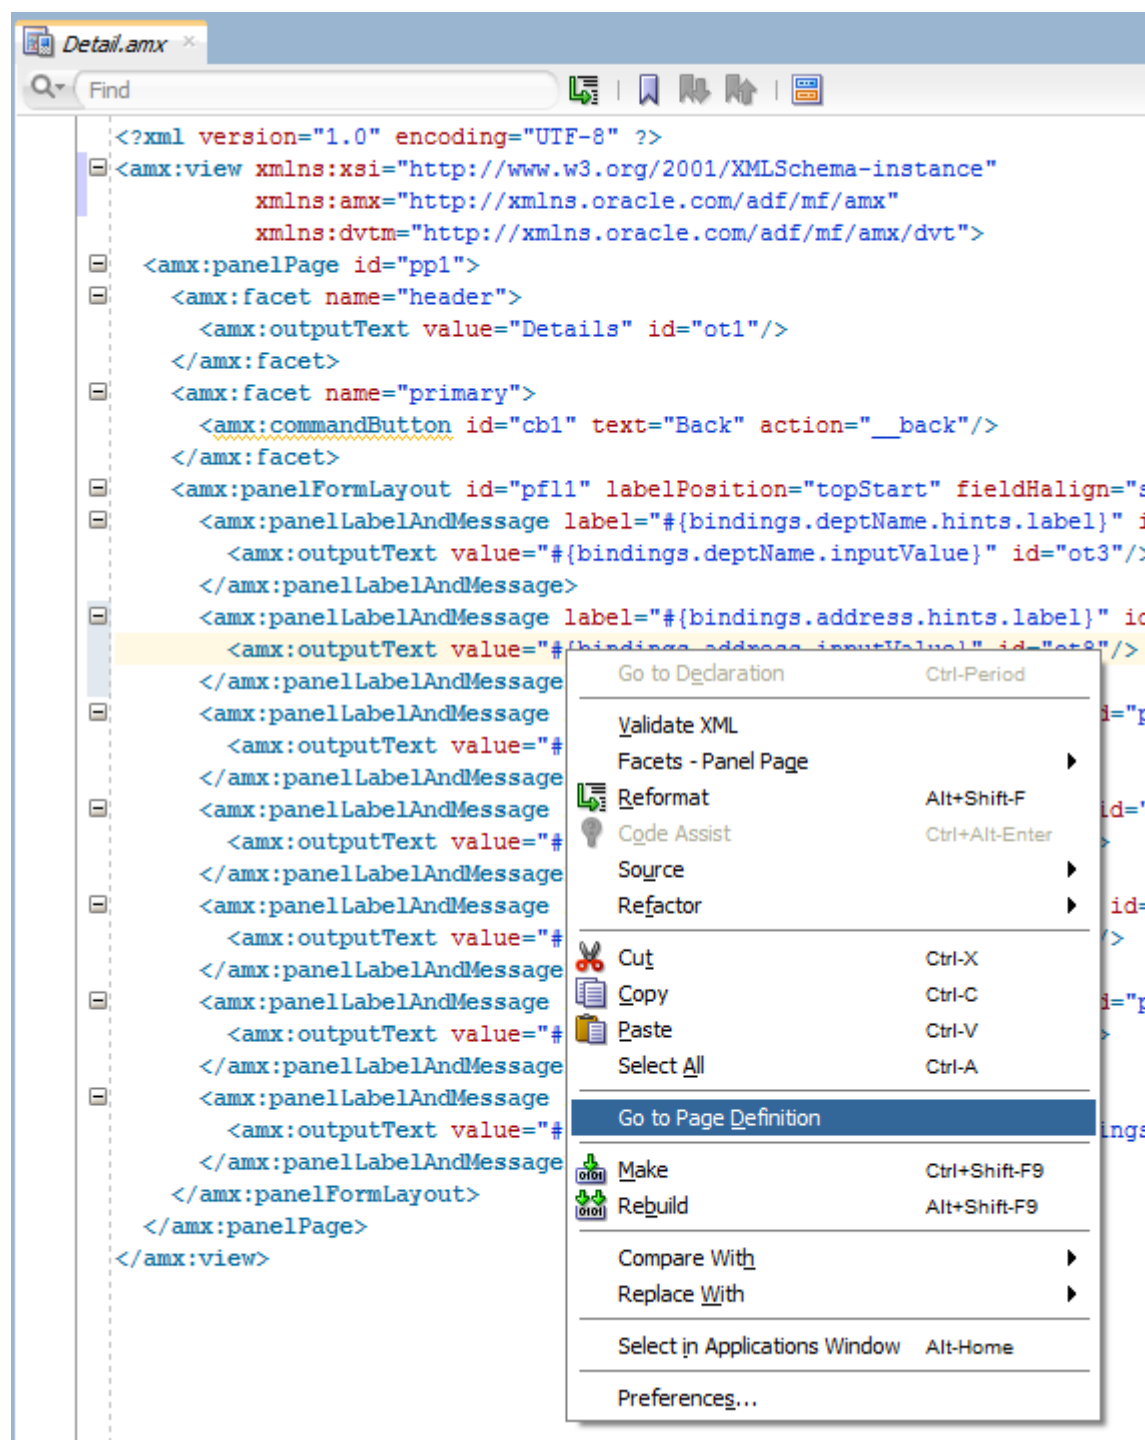 Detail.amx
Find
<?xml version="1.0" encoding="UTF-8" ?>
<amx:view xmlns:xsi="http://www.w3.org/2001/XMLSchema-instance"
xmlns:amx="http://xmlns.oracle.com/adf/mf/amx"
xmlns:dvtm="http://xmlns.oracle.com/adf/mf/amx/dvt">
<amx:panelPage id="pp1">
<amx:facet name="header">
<amx:outputText value="Details" id="ot1"/>
</amx:facet>
<amx:facet name="primary">
<amx:commandButton id="cb1" text="Back" action="__back"/>
</amx:facet>
<amx:panelFormLayout id="pfl1" labelPosition="topStart" fieldHalign="s
<amx:panelLabelAndMessage label="#{bindings.deptName.hints.label}" i
<amx:outputText value="#{bindings.deptName.inputValue}" id="ot3"/>
</amx:panelLabelAndMessage>
<amx:panelLabelAndMessage label="#{bindings.address.hints.label}" id
<amx:outputText value="#{bindings.address.inputValue}" id="ot8"/>
</amx:panelLabelAndMessage
<amx:panelLabelAndMessage d="p
<amx:outputText value="#
</amx:panelLabelAndMessage
<amx:panelLabelAndMessage id="
<amx:outputText value="# >
</amx:panelLabelAndMessage
<amx:panelLabelAndMessage id=
<amx:outputText value="# />
</amx:panelLabelAndMessage
<amx:panelLabelAndMessage d="p
<amx:outputText value="# >
</amx:panelLabelAndMessage
<amx:panelLabelAndMessage
<amx:outputText value="# ings
</amx:panelLabelAndMessage
</amx:panelFormLayout>
</amx:panelPage>
</amx:view>
Go to Declaration Ctrl-Period
Validate XML
Facets - Panel Page
Reformat Alt+Shift-F
Code Assist Ctrl+Alt-Enter
Source
Refactor
Cut Ctrl-X
Copy Ctrl-C
Paste Ctrl-V
Select All Ctrl-A
Go to Page Definition
Make Ctrl+Shift-F9
Rebuild Alt+Shift-F9
Compare With
Replace With
Select in Applications Window Alt-Home
Preferences...